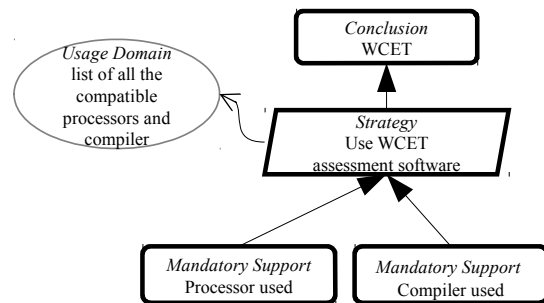 Conclusion
WCET
Usage Domain
list of all the
compatible
processors and
compiler
Strategy
Use WCET
assessment software
Mandatory Support
Processor used
Mandatory Support
Compiler used